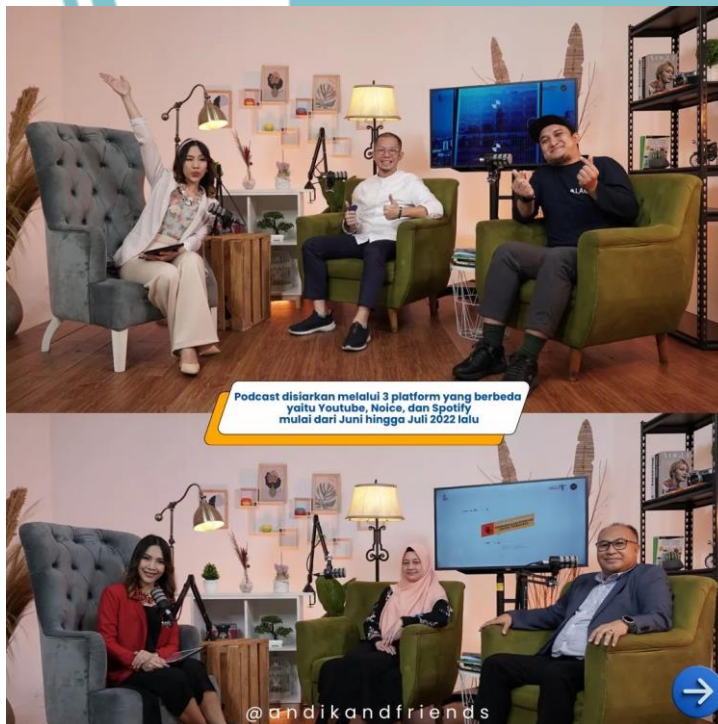 Podcast disiarkan melalui 3 platform yang berbeda
yaitu Youtube, Noice, dan Spotify
mulai dari Juni hingga Juli 2022 lalu
@andikandfriends